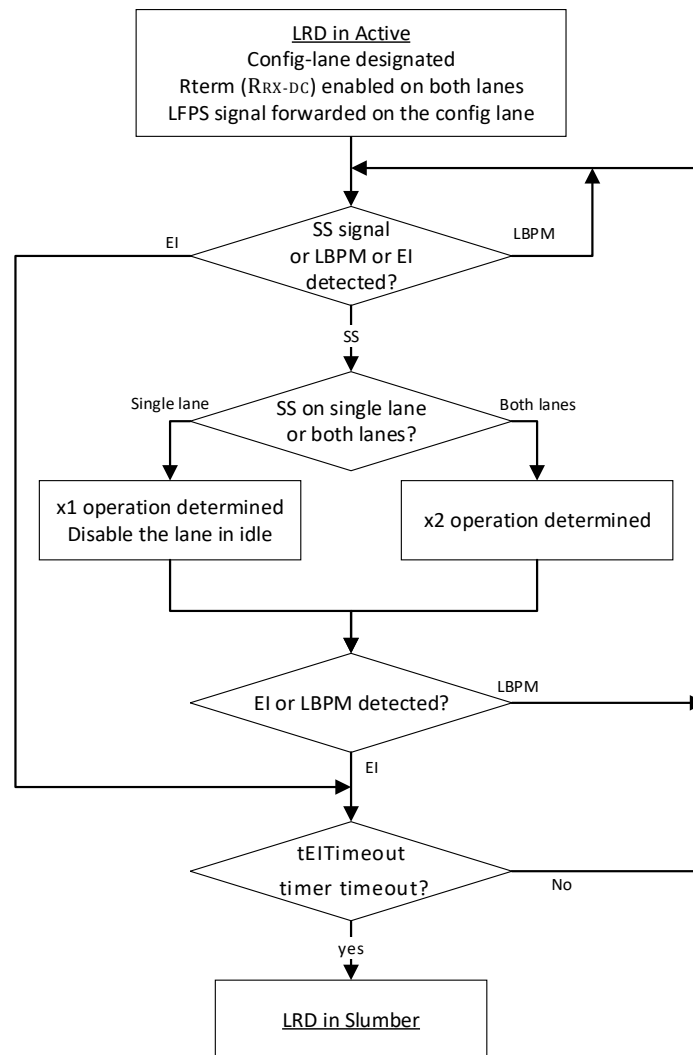 LRD in Active
Config-lane designated
Rterm (RRX-DC) enabled on both lanes
LFPS signal forwarded on the config lane
SS signal
or LBPM or EI
detected?
EI
LBPM
SS
SS on single lane
or both lanes?
Single lane
Both lanes
x1 operation determined
Disable the lane in idle
x2 operation determined
EI or LBPM detected?
LBPM
EI
tEITimeout
timer timeout?
No
yes
LRD in Slumber